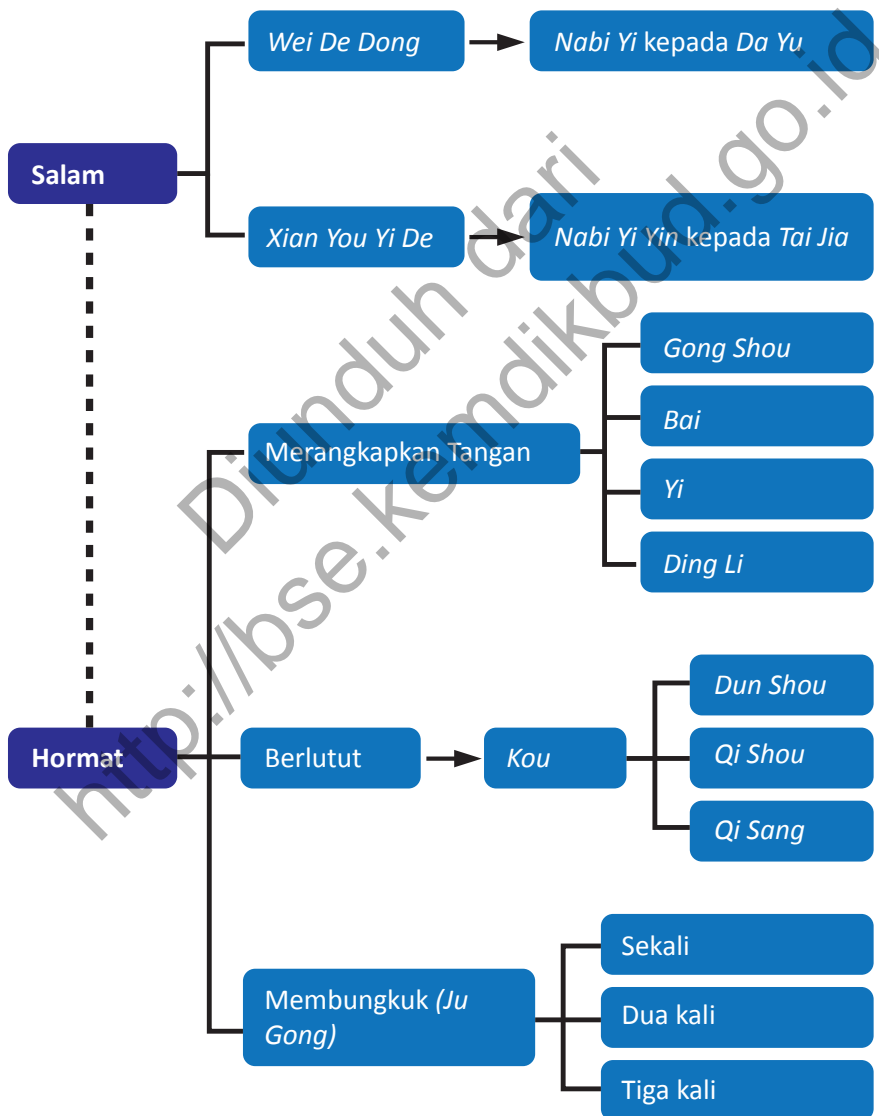 Wei De Dong
Nabi Yi kepada Da Yu
Salam
Xian You Yi De
Nabi Yi Yin kepada Tai Jia
Gong Shou
Bai
Merangkapkan Tangan
Yi
Ding Li
Dun Shou
Hormat
Berlutut
Kou
Qi Shou
Qi Sang
Sekali
Membungkuk (Ju
Gong)
Dua kali
Tiga kali
Diunduh dari
http://bse.kemdikbud.go.id